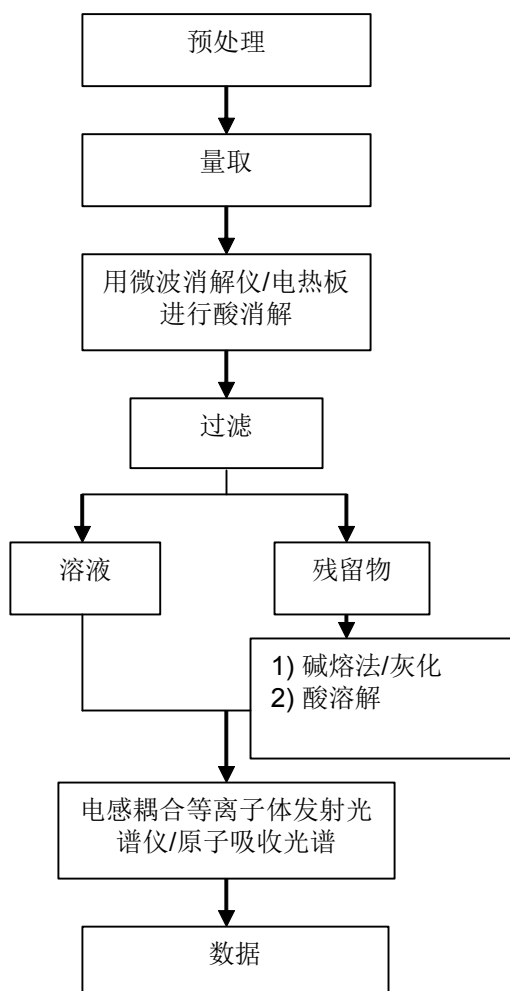 预处理
量取
用微波消解仪/电热板
进行酸消解
过滤
溶液
残留物
1) 碱熔法/灰化
2) 酸溶解
电感耦合等离子体发射光
谱仪/原子吸收光谱
数据